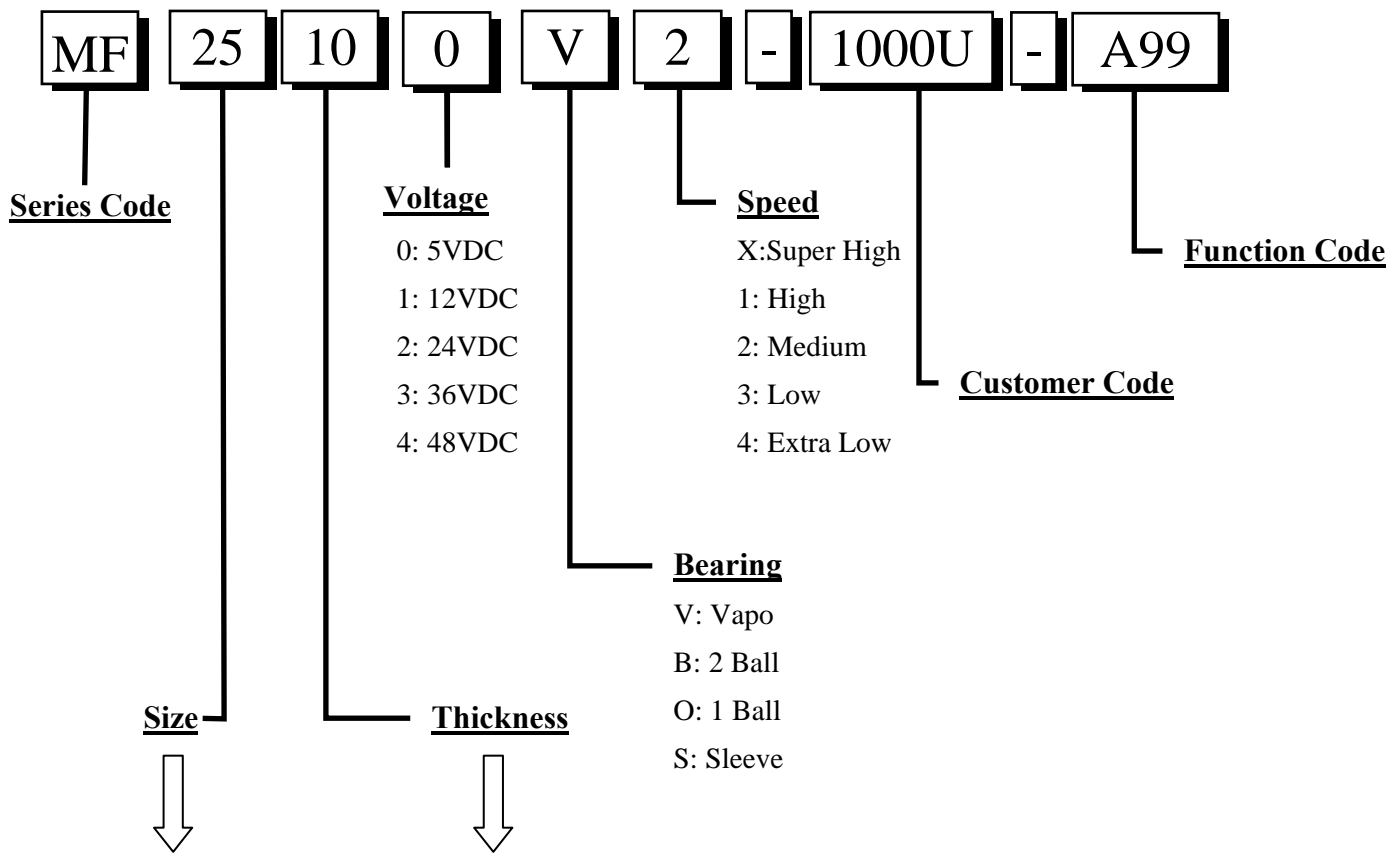 MF 25 10 0 V 2 - 1000U - A99
Series Code
Voltage
0: 5VDC
1: 12VDC
2: 24VDC
3: 36VDC
4: 48VDC
Speed
X:Super High
1: High
2: Medium
3: Low
4: Extra Low
Function Code
Customer Code
Bearing
V: Vapo
B: 2 Ball
O: 1 Ball
S: Sleeve
Size
Thickness